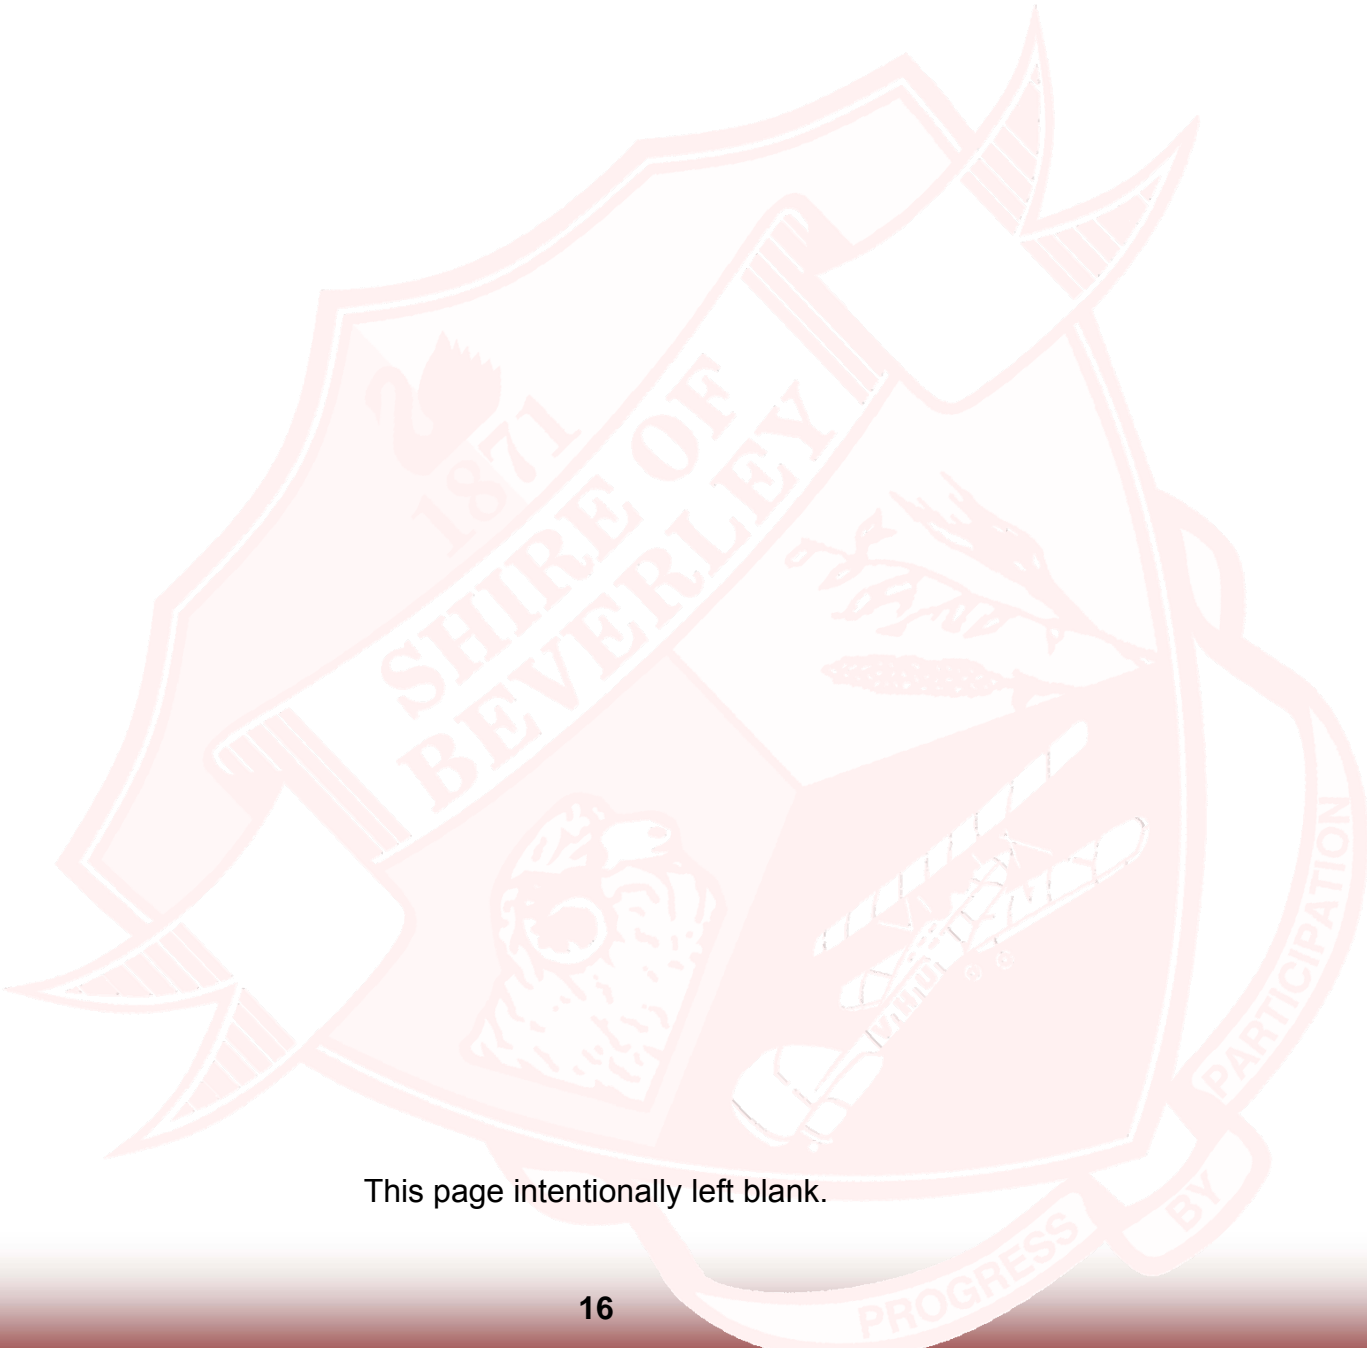 1871
SHIRE OF
BEVERLEY
PROGRESS BY PARTICIPATION
This page intentionally left blank.
16